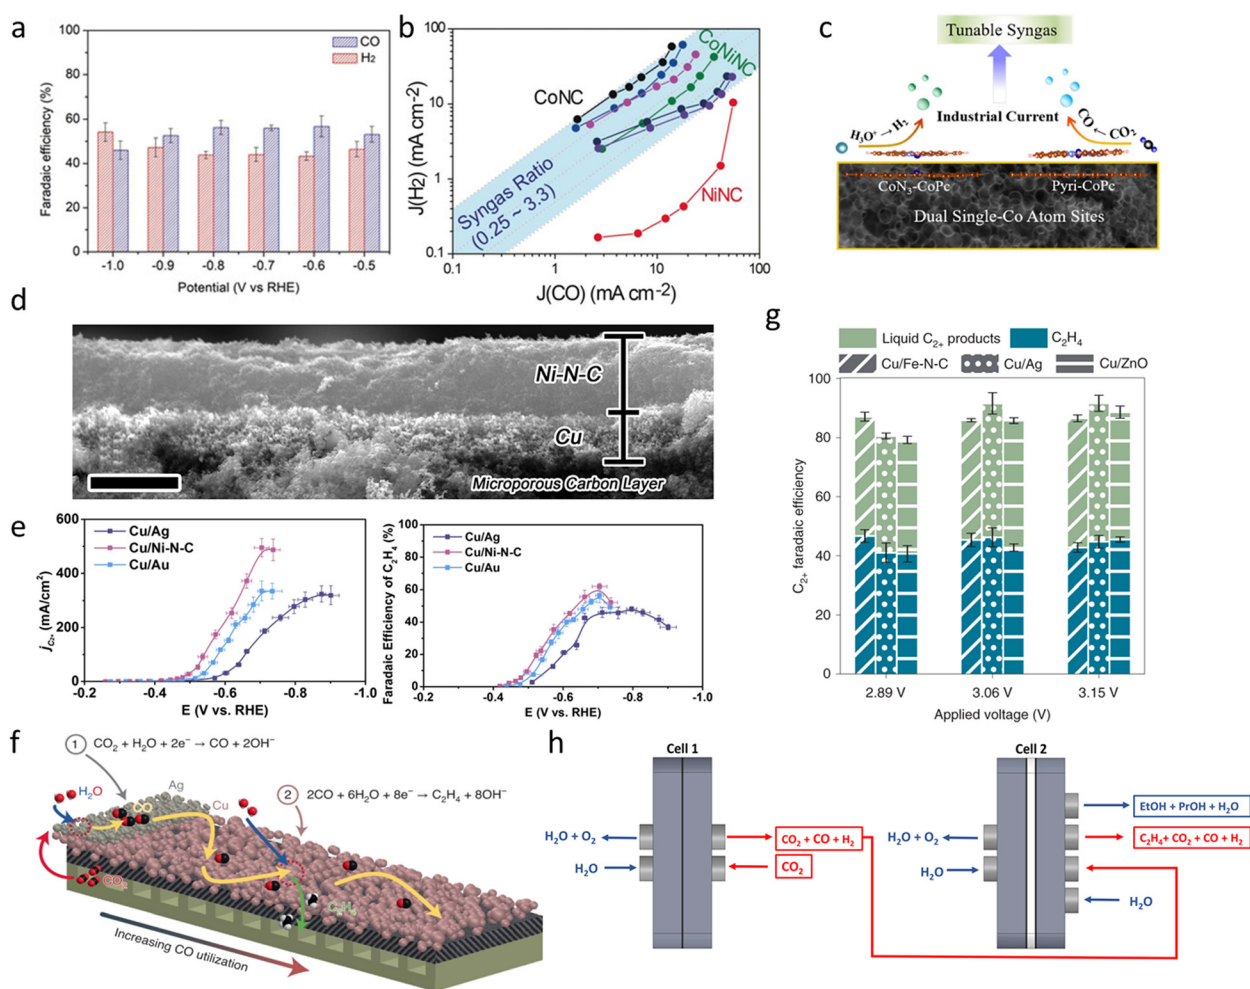 a
100
80
60
40
20
0
Faradaic efficiency (%)
CO
H₂
-1.0 -0.9 -0.8 -0.7 -0.6 -0.5
Potential (V vs RHE)
b
100
10
1
0.1
J(H2) (mA cm⁻²)
CoNC
CoNiNC
NiNC
Syngas Ratio
(0.25 ~ 3.3)
0.1 1 10 100
J(CO) (mA cm⁻²)
c
Tunable Syngas
Industrial Current
H₃O⁺→H₂
CO ← CO₂
CoN₃-CoPc
Pyri-CoPc
Dual Single-Co Atom Sites
d
Ni-N-C
Cu
Microporous Carbon Layer
e
600
400
200
0
j_C₂₊ (mA/cm²)
Cu/Ag
Cu/Ni-N-C
Cu/Au
-0.2 -0.4 -0.6 -0.8 -1.0
E (V vs. RHE)
100
80
60
40
20
0
Faradaic Efficiency of C₂H₄ (%)
Cu/Ag
Cu/Ni-N-C
Cu/Au
-0.2 -0.4 -0.6 -0.8 -1.0
E (V vs. RHE)
f
1 CO₂ + H₂O + 2e⁻ → CO + 2OH⁻
2 2CO + 6H₂O + 8e⁻ → C₂H₄ + 8OH⁻
H₂O
Ag
CO
Cu
CO₂
C₂H₄
Increasing CO utilization
g
Liquid C₂₊ products
C₂H₄
Cu/Fe-N-C
Cu/Ag
Cu/ZnO
100
80
60
40
20
0
C₂₊ faradaic efficiency
2.89 V 3.06 V 3.15 V
Applied voltage (V)
h
Cell 1
H₂O + O₂
H₂O
CO₂ + CO + H₂
CO₂
Cell 2
H₂O + O₂
H₂O
EtOH + PrOH + H₂O
C₂H₄+ CO₂ + CO + H₂
H₂O